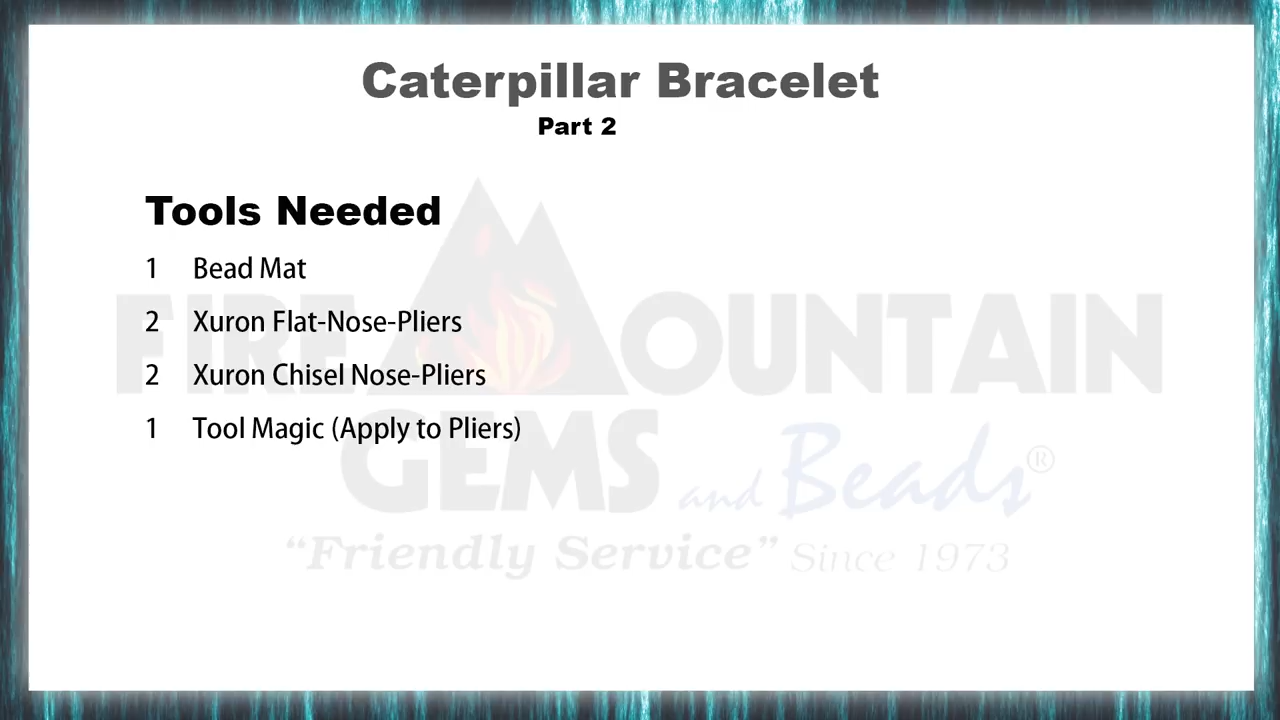 Caterpillar Bracelet
Part 2
Tools Needed
1 Bead Mat
2 Xuron Flat-Nose-Pliers
2 Xuron Chisel Nose-Pliers
1 Tool Magic (Apply to Pliers)
FIRE MOUNTAIN
GEMS and Beads®
“Friendly Service” Since 1973